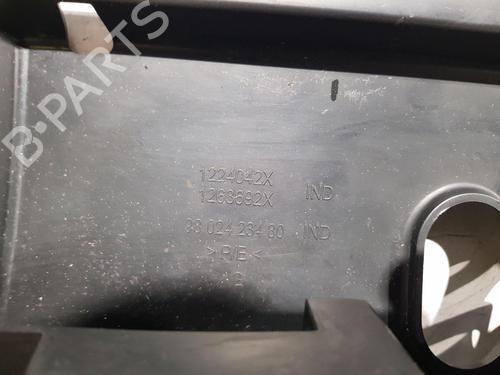 B-PARTS
1224042X
1263692X IND
98 024 234 80 IND
>P/E<